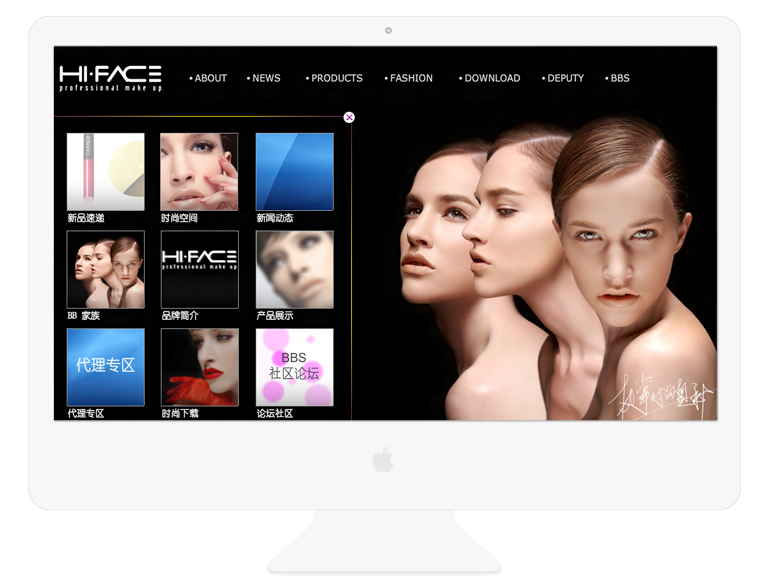 HI·FACE
professional make up
• ABOUT
• NEWS
• PRODUCTS
• FASHION
• DOWNLOAD
• DEPUTY
• BBS
新品速递
时尚空间
新闻动态
HI·FACE
professional make up
BB 家族
品牌简介
产品展示
代理专区
BBS
社区论坛
代理专区
时尚下载
论坛社区